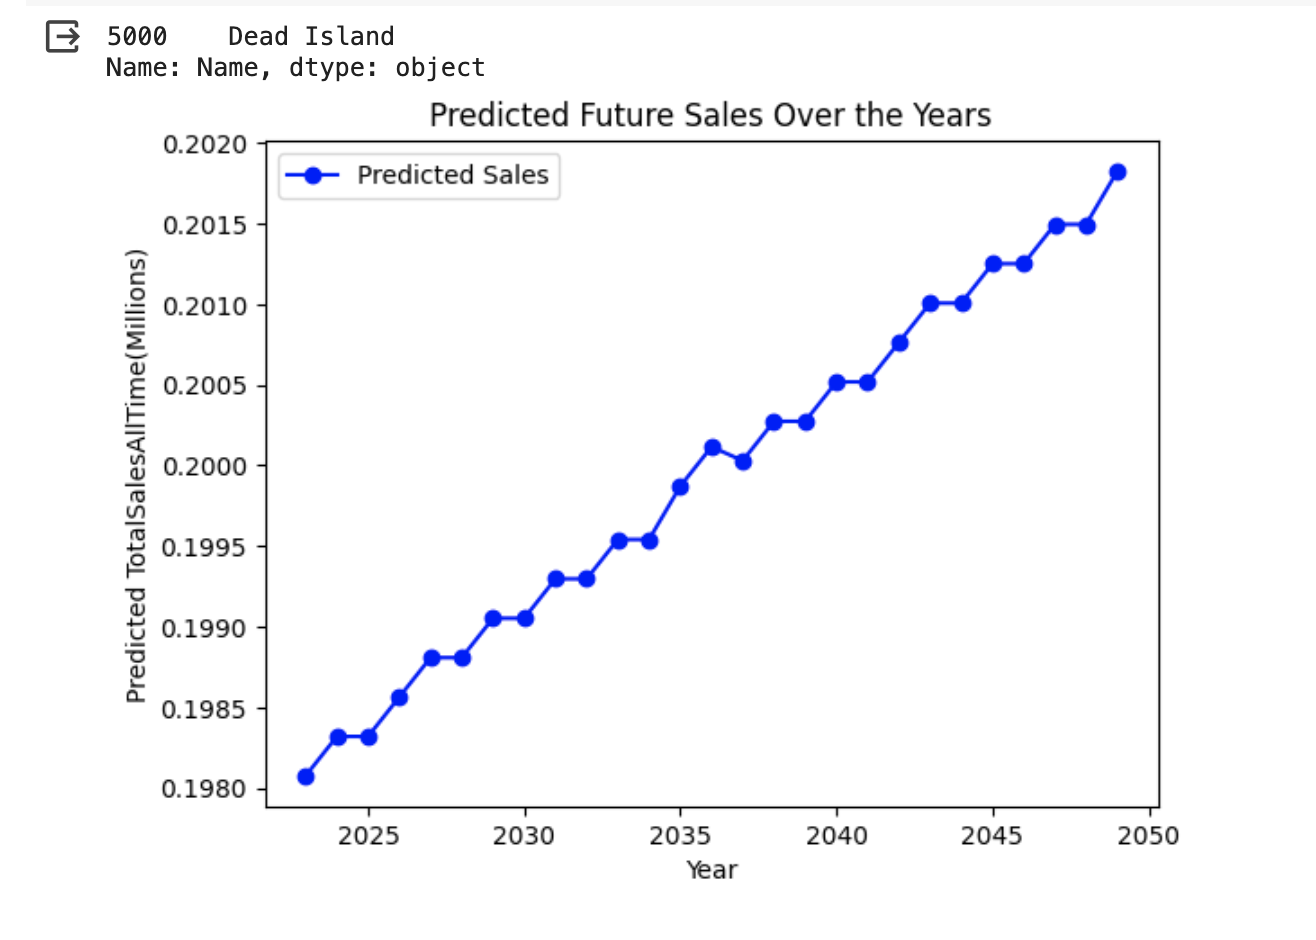 5000    Dead Island
Name: Name, dtype: object
Predicted Future Sales Over the Years
Predicted Sales
Predicted TotalSalesAllTime(Millions)
0.2020
0.2015
0.2010
0.2005
0.2000
0.1995
0.1990
0.1985
0.1980
2025 2030 2035 2040 2045 2050
Year